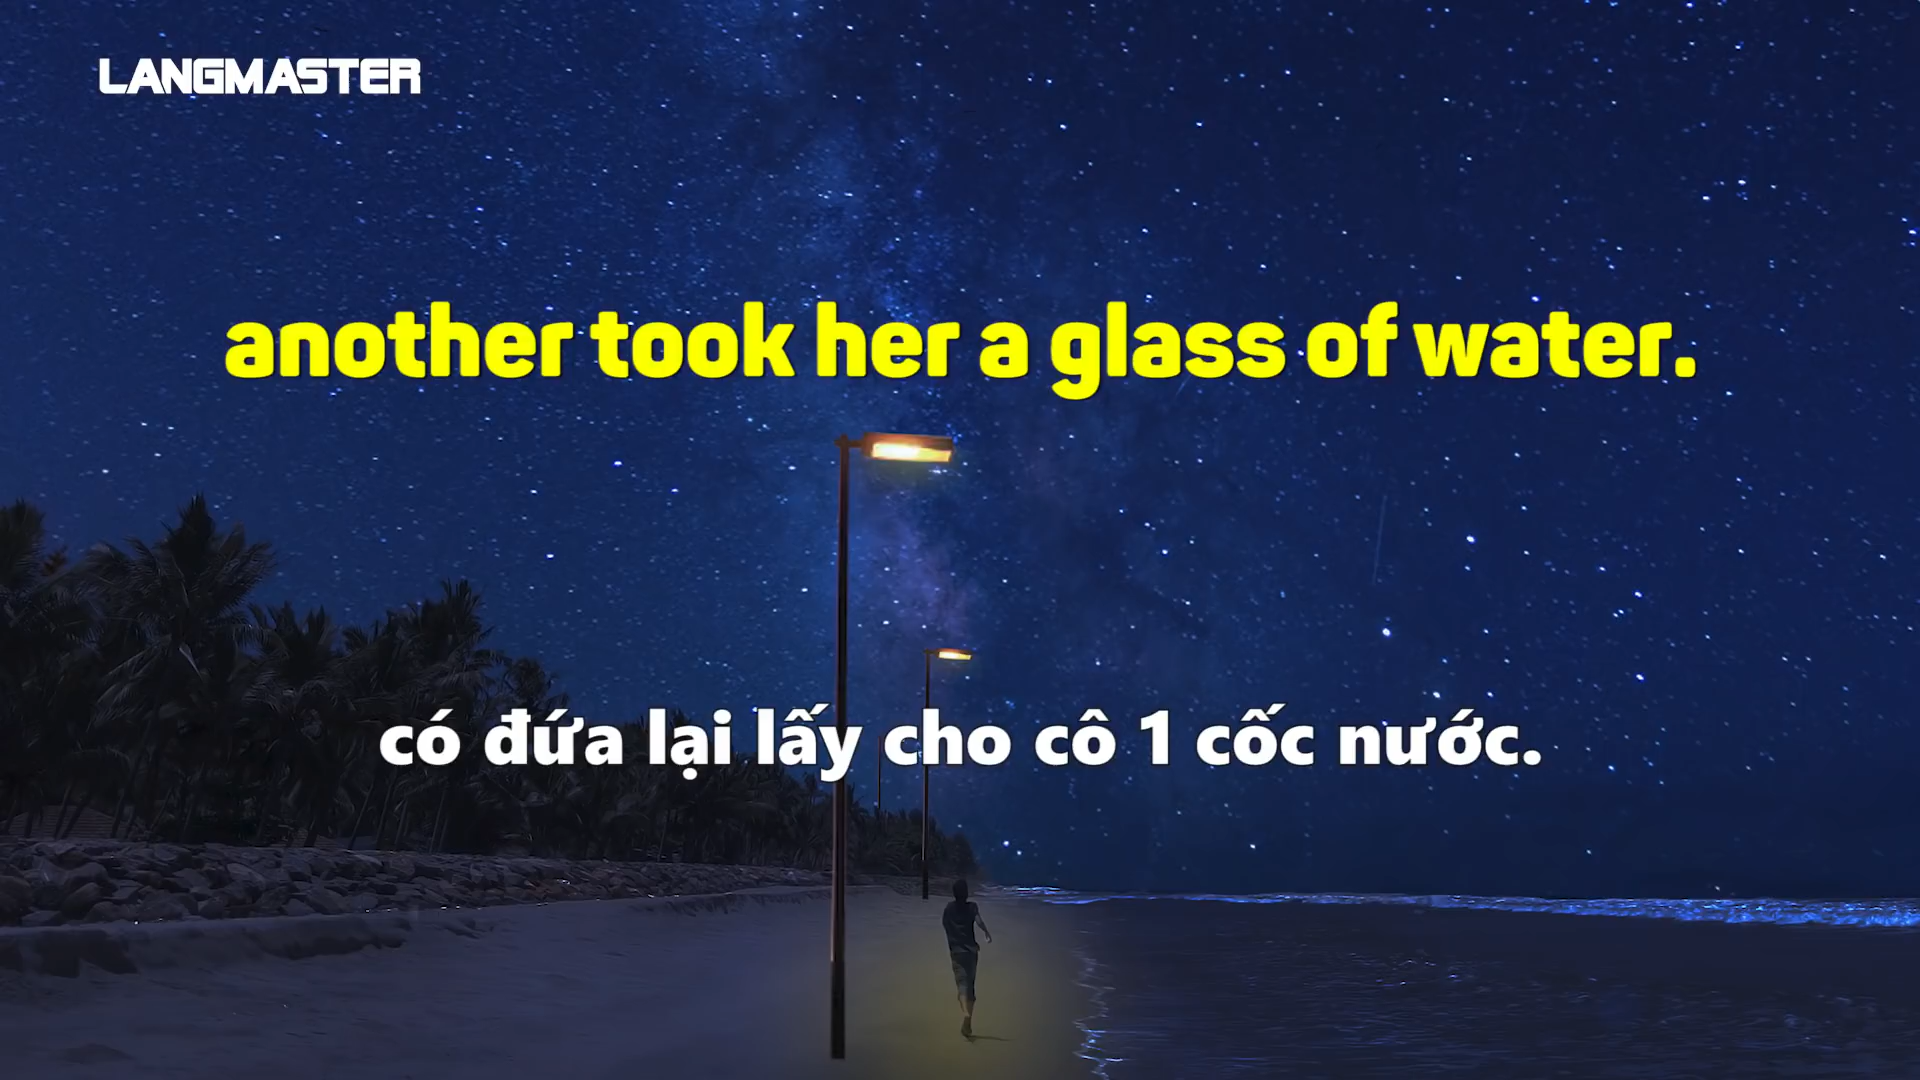 LANGMASTER
another took her a glass of water.
có đứa lại lấy cho cô 1 cốc nước.